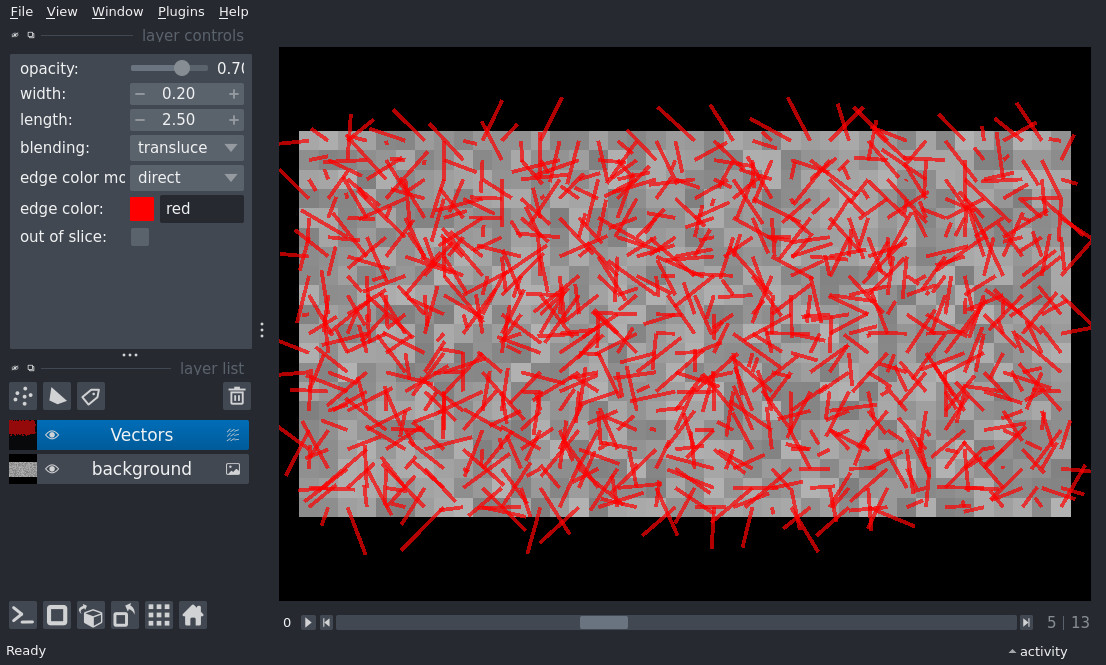 File View Window Plugins Help
layer controls
opacity: 0.70
width: − 0.20 +
length: − 2.50 +
blending: transluce
edge color mo direct
edge color: red
out of slice:
layer list
Vectors
background
0 5 | 13
Ready activity